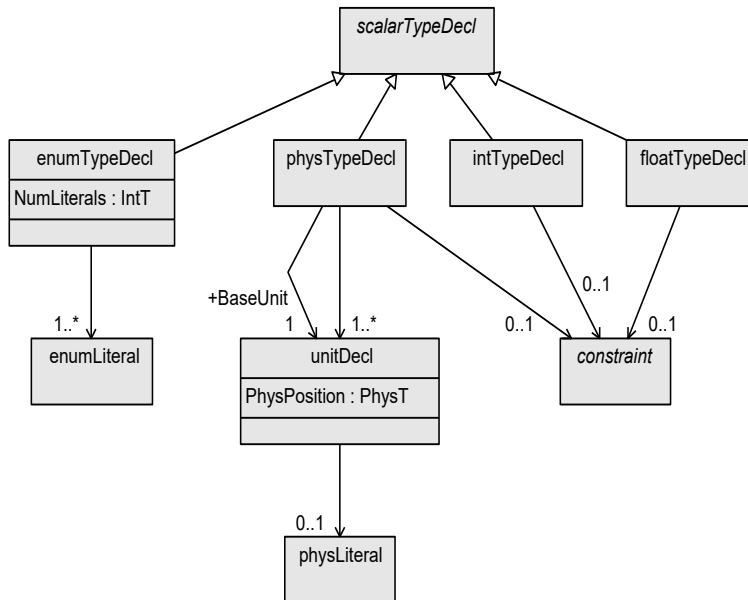 scalarTypeDecl
enumTypeDecl
NumLiterals : IntT
physTypeDecl
intTypeDecl
floatTypeDecl
+BaseUnit
0..1
1..*
1
1..*
0..1
0..1
enumLiteral
unitDecl
PhysPosition : PhysT
constraint
0..1
physLiteral